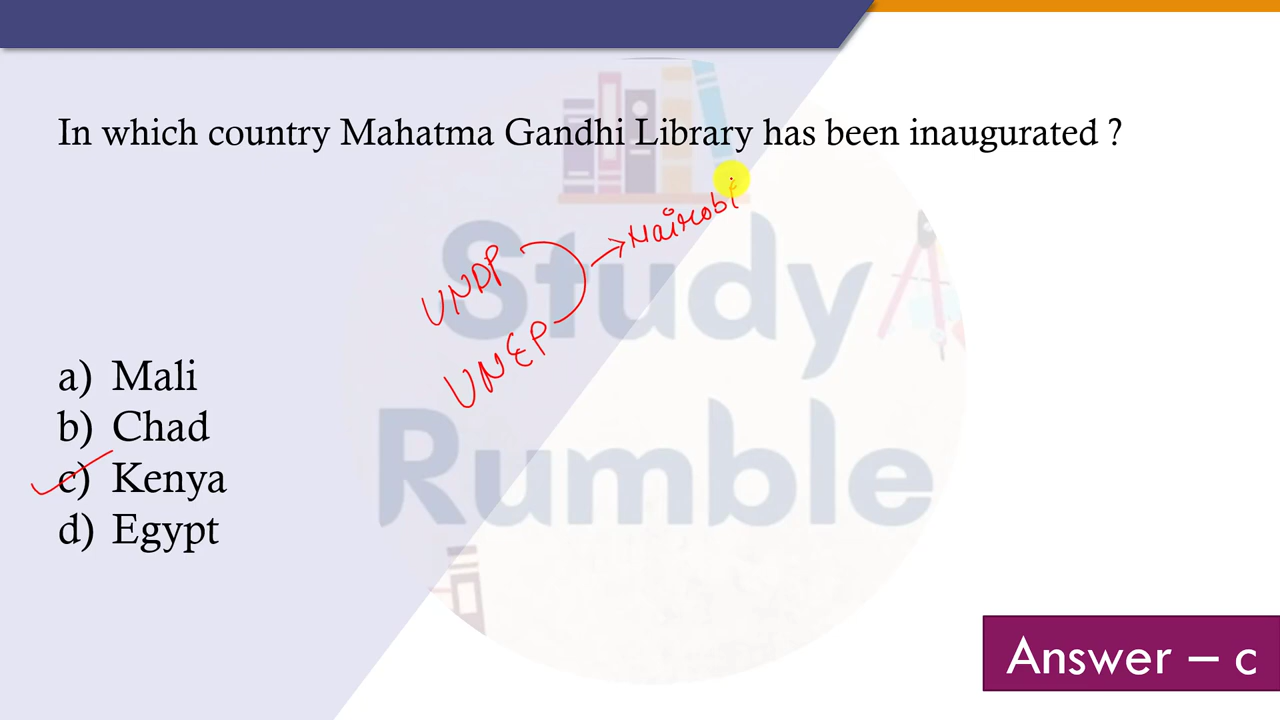 In which country Mahatma Gandhi Library has been inaugurated ?
UNDP
UNEP
→Nairobi
Study
Rumble
a) Mali
b) Chad
c) Kenya
d) Egypt
Answer – c